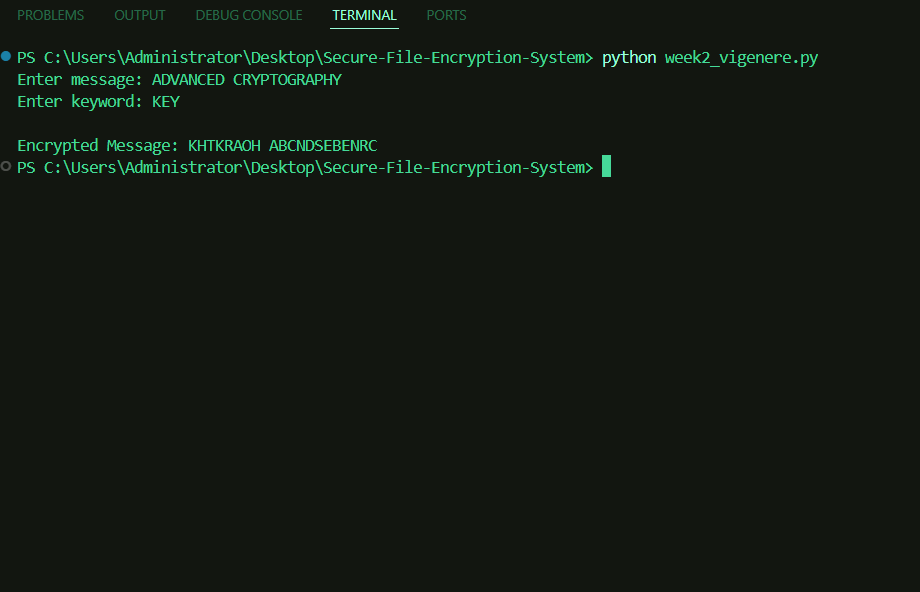 PROBLEMS OUTPUT DEBUG CONSOLE TERMINAL PORTS
PS C:\Users\Administrator\Desktop\Secure-File-Encryption-System> python week2_vigenere.py
Enter message: ADVANCED CRYPTOGRAPHY
Enter keyword: KEY
Encrypted Message: KHTKRAOH ABCNDSEBENRC
PS C:\Users\Administrator\Desktop\Secure-File-Encryption-System>